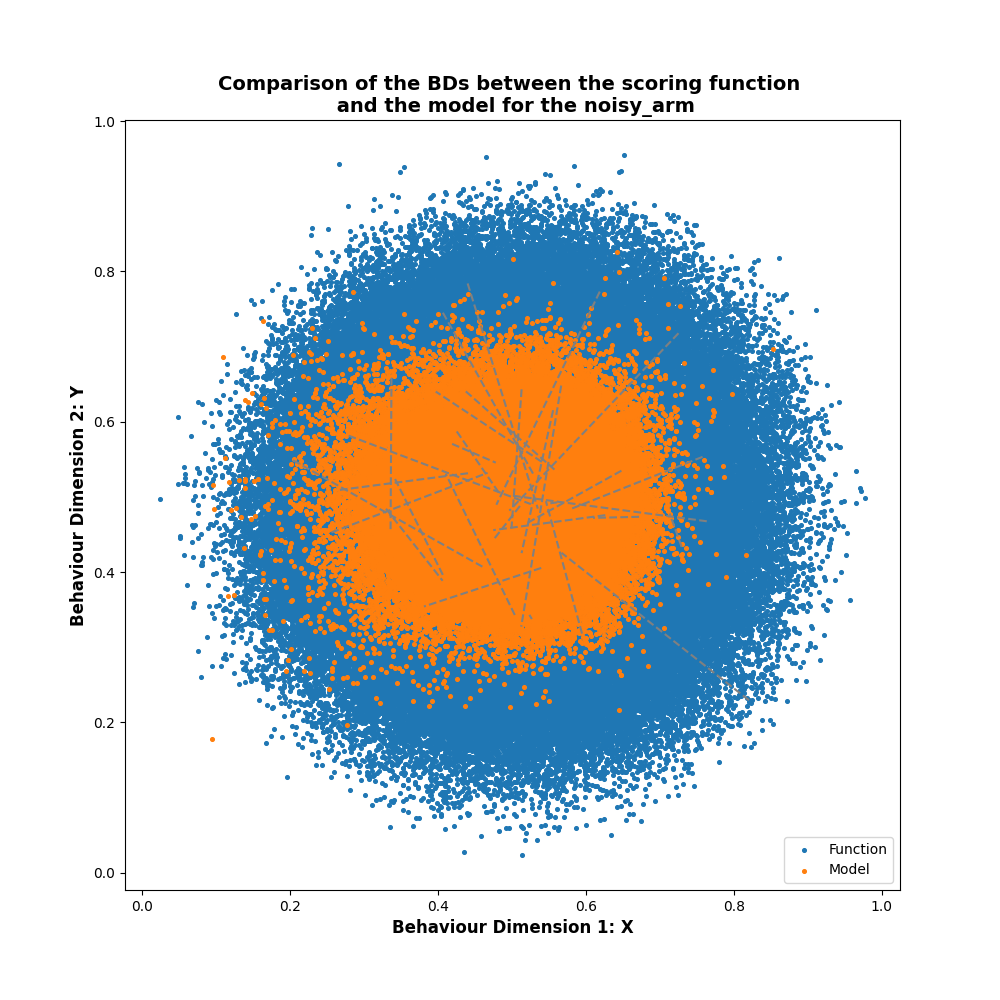 Comparison of the BDs between the scoring function
and the model for the noisy_arm
1.0
0.8
0.6
0.4
0.2
0.0
Behaviour Dimension 2: Y
0.0 0.2 0.4 0.6 0.8 1.0
Behaviour Dimension 1: X
Function
Model